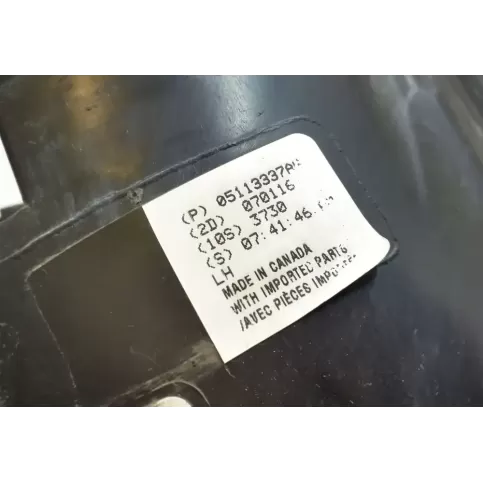 (P) 05113337A
(2D) 070116
(10S) 3730
(S) 07:41:46
LH
MADE IN CANADA
WITH IMPORTED PARTS
/AVEC PIÈCES